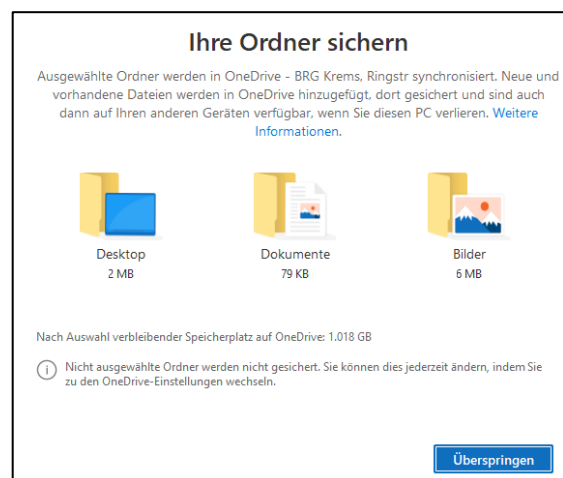 Ihre Ordner sichern
Ausgewählte Ordner werden in OneDrive - BRG Krems, Ringstr synchronisiert. Neue und
vorhandene Dateien werden in OneDrive hinzugefügt, dort gesichert und sind auch
dann auf Ihren anderen Geräten verfügbar, wenn Sie diesen PC verlieren. Weitere
Informationen.
Desktop
2 MB
Dokumente
79 KB
Bilder
6 MB
Nach Auswahl verbleibender Speicherplatz auf OneDrive: 1.018 GB
Nicht ausgewählte Ordner werden nicht gesichert. Sie können dies jederzeit ändern, indem Sie
zu den OneDrive-Einstellungen wechseln.
Überspringen